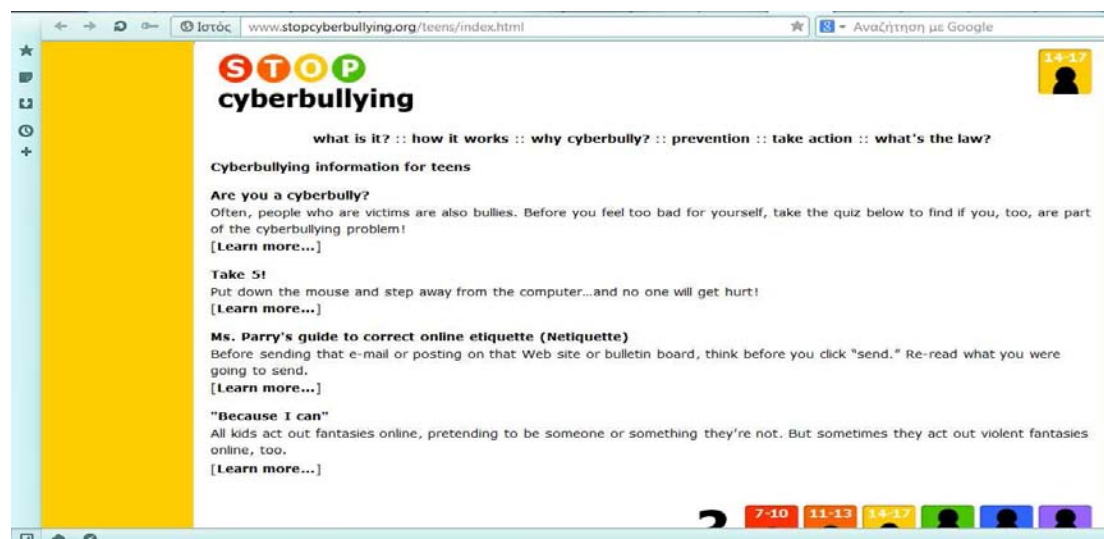 Ιστός www.stopcyberbullying.org/teens/index.html Αναζήτηση με Google
STOP
cyberbullying
14-17
what is it? :: how it works :: why cyberbully? :: prevention :: take action :: what's the law?
Cyberbullying information for teens
Are you a cyberbully?
Often, people who are victims are also bullies. Before you feel too bad for yourself, take the quiz below to find if you, too, are part
of the cyberbullying problem!
[Learn more...]
Take 5!
Put down the mouse and step away from the computer...and no one will get hurt!
[Learn more...]
Ms. Parry's guide to correct online etiquette (Netiquette)
Before sending that e-mail or posting on that Web site or bulletin board, think before you click "send." Re-read what you were
going to send.
[Learn more...]
"Because I can"
All kids act out fantasies online, pretending to be someone or something they're not. But sometimes they act out violent fantasies
online, too.
[Learn more...]
? 7-10 11-13 14-17